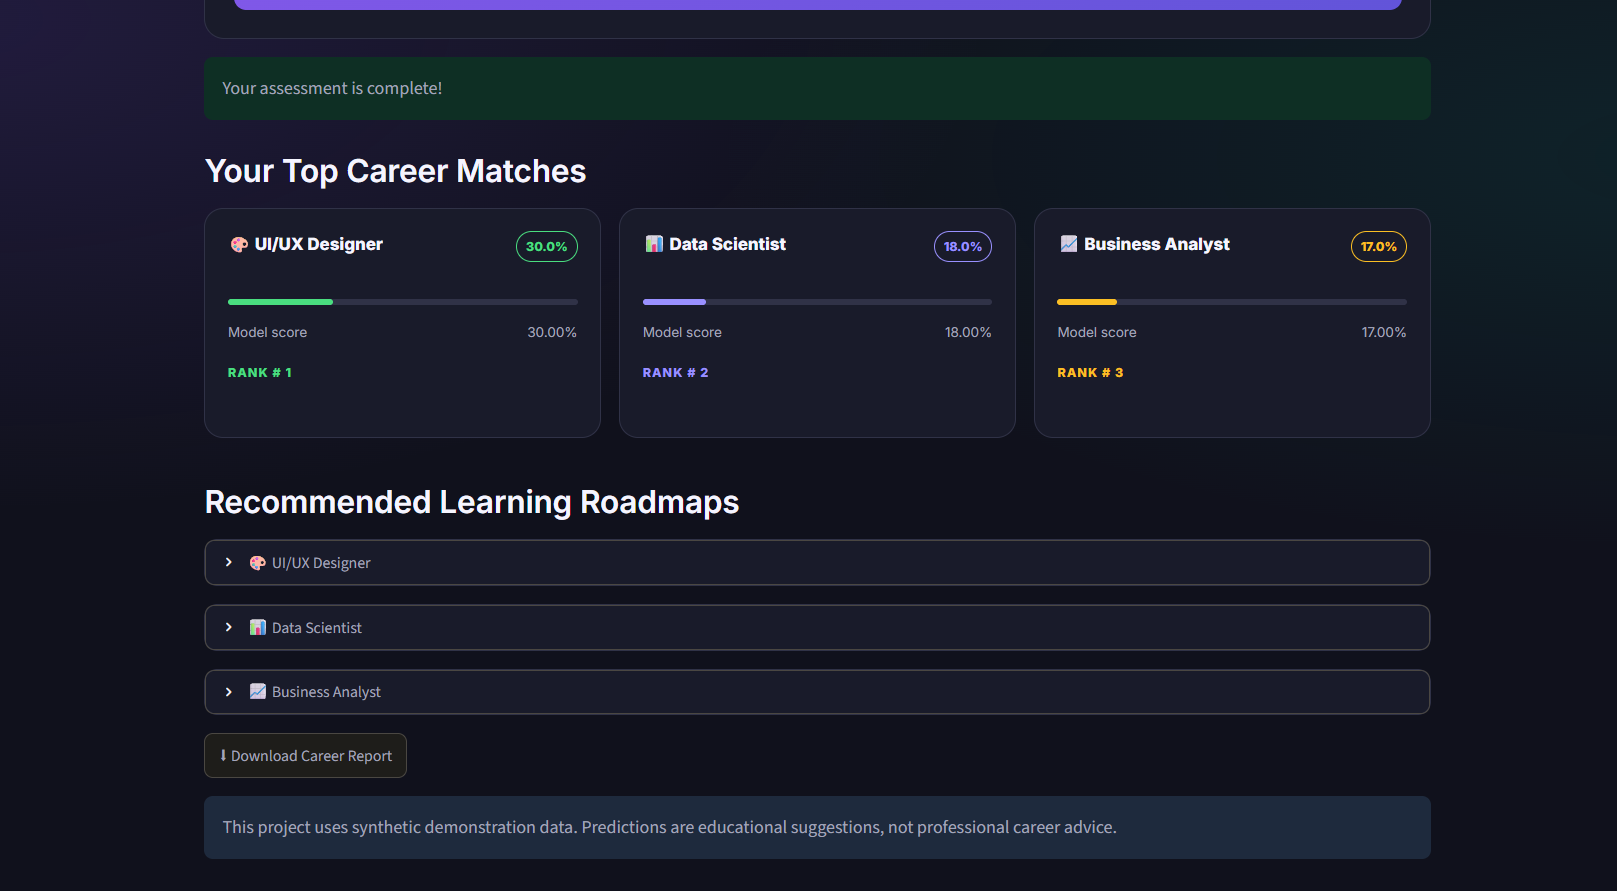 Your assessment is complete!
Your Top Career Matches
UI/UX Designer
30.0%
Model score
30.00%
RANK # 1
Data Scientist
18.0%
Model score
18.00%
RANK # 2
Business Analyst
17.0%
Model score
17.00%
RANK # 3
Recommended Learning Roadmaps
UI/UX Designer
Data Scientist
Business Analyst
Download Career Report
This project uses synthetic demonstration data. Predictions are educational suggestions, not professional career advice.